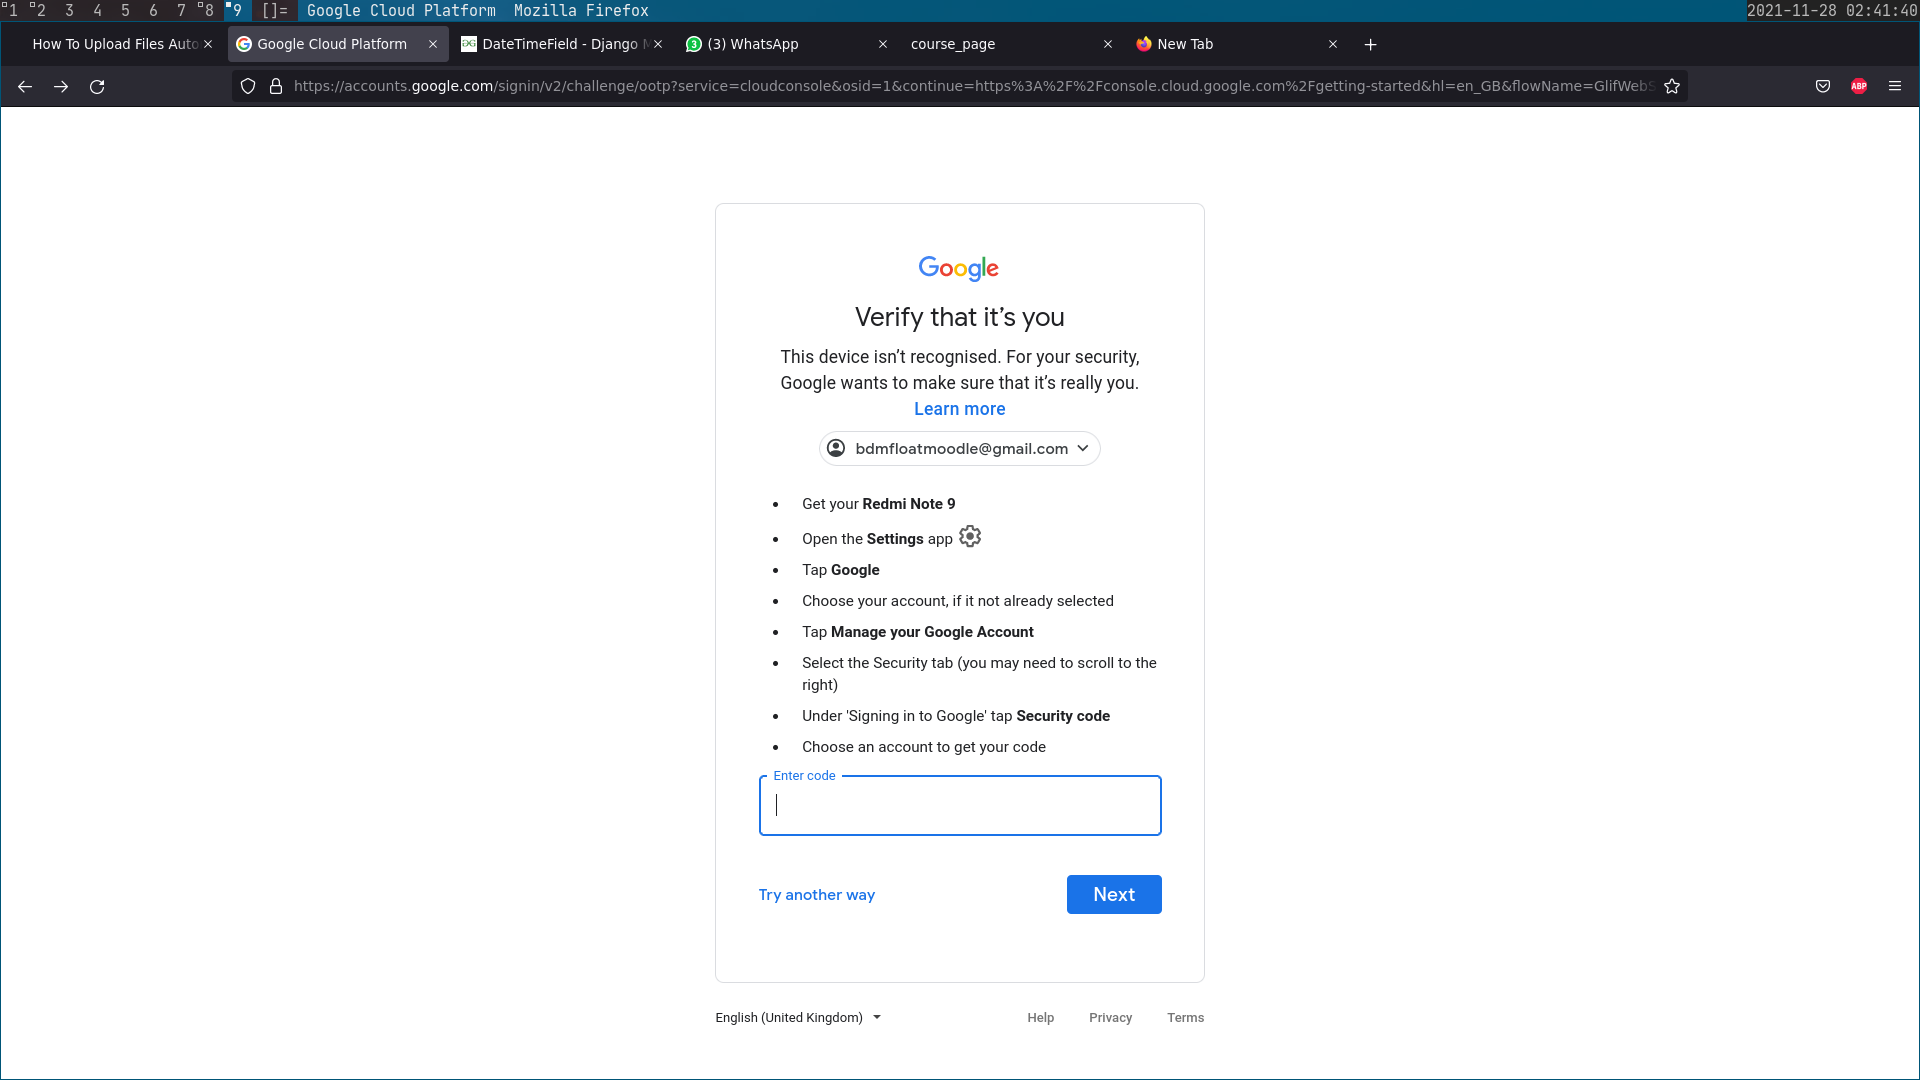 1 2 3 4 5 6 7 8 9 []= Google Cloud Platform  Mozilla Firefox 2021-11-28 02:41:40
How To Upload Files Auto Google Cloud Platform DateTimeField - Django (3) WhatsApp course_page New Tab
https://accounts.google.com/signin/v2/challenge/ootp?service=cloudconsole&osid=1&continue=https%3A%2F%2Fconsole.cloud.google.com%2Fgetting-started&hl=en_GB&flowName=GlifWebS
ABP
Google
Verify that it’s you
This device isn’t recognised. For your security,
Google wants to make sure that it’s really you.
Learn more
bdmfloatmoodle@gmail.com
• Get your Redmi Note 9
• Open the Settings app
• Tap Google
• Choose your account, if it not already selected
• Tap Manage your Google Account
• Select the Security tab (you may need to scroll to the
right)
• Under 'Signing in to Google' tap Security code
• Choose an account to get your code
Enter code
Try another way Next
English (United Kingdom) Help Privacy Terms